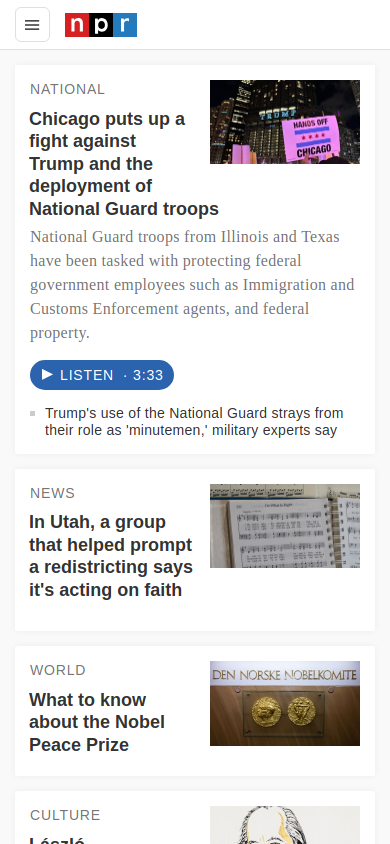 npr
NATIONAL
Chicago puts up a
fight against
Trump and the
deployment of
National Guard troops
TRUMP
HANDS OFF
CHICAGO
National Guard troops from Illinois and Texas
have been tasked with protecting federal
government employees such as Immigration and
Customs Enforcement agents, and federal
property.
LISTEN · 3:33
Trump's use of the National Guard strays from
their role as 'minutemen,' military experts say
NEWS
In Utah, a group
that helped prompt
a redistricting says
it's acting on faith
WORLD
What to know
about the Nobel
Peace Prize
DEN NORSKE NOBELKOMITE
CULTURE
László